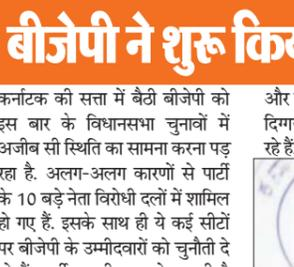 बीजेपी ने शुरू
कर्नाटक की सत्ता में बैठी बीजेपी को
इस बार के विधानसभा चुनावों में
अजीब सी स्थिति का सामना करना पड़
रहा है. अलग-अलग कारणों से पार्टी
के 10 बड़े नेता विरोधी दलों में शामिल
हो गए हैं. इसके साथ ही ये कई सीटों
पर बीजेपी के उम्मीदवारों को चुनौती दे
और
रहे हैं